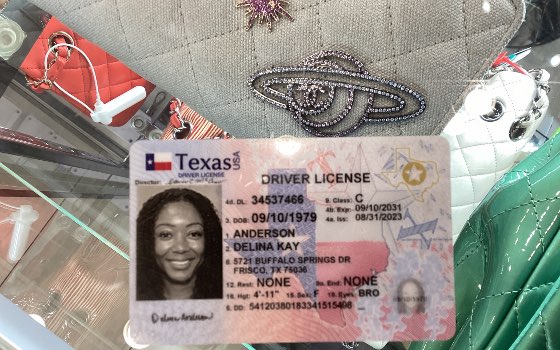 Texas USA
DRIVER LICENSE
Director:
DRIVER LICENSE
4d. DL: 34537466 9. Class: C
4b. Exp: 09/10/2031
3. DOB: 09/10/1979 4a. Iss: 08/31/2023
1. ANDERSON
2. DELINA KAY
8. 5721 BUFFALO SPRINGS DR
FRISCO, TX 75036
12. Rest: NONE 9a. End: NONE
16. Hgt: 4'-11" 15. Sex: F 18. Eyes: BRO
5. DD: 54120380183341515496
Delina Anderson